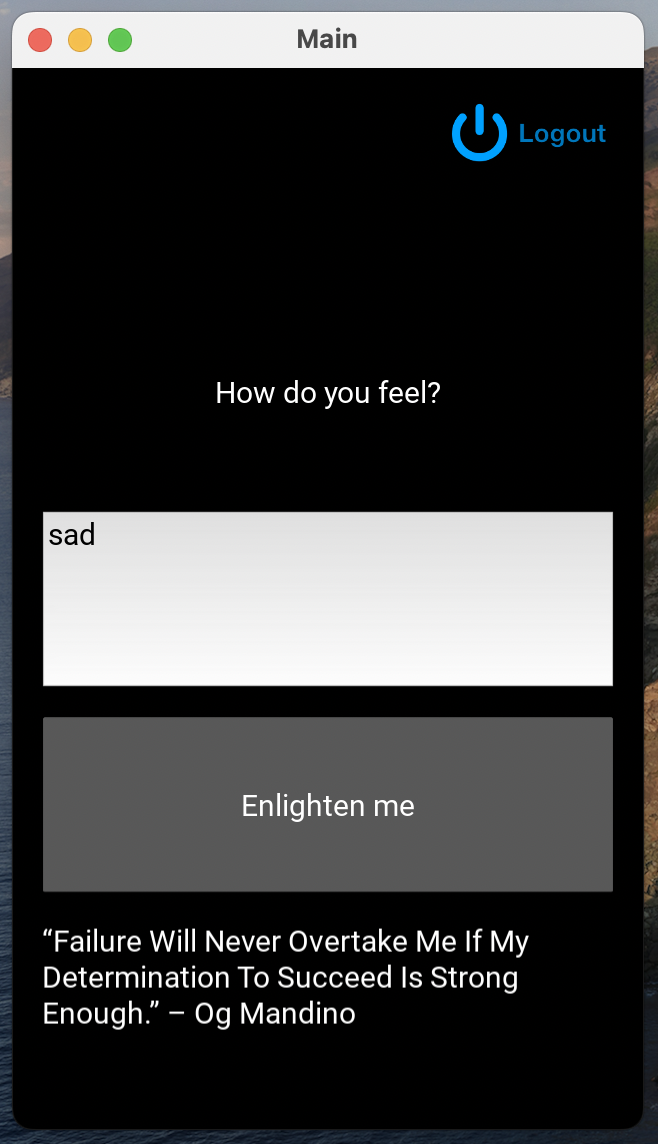 Main
Logout
How do you feel?
sad
Enlighten me
“Failure Will Never Overtake Me If My
Determination To Succeed Is Strong
Enough.” – Og Mandino